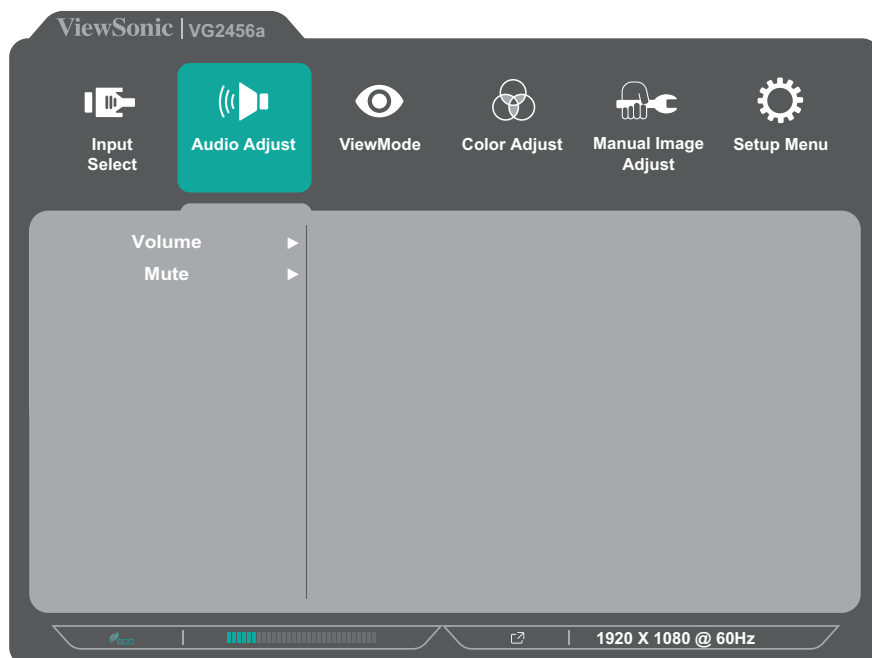 ViewSonic | VG2456a
Input Select
Audio Adjust
ViewMode
Color Adjust
Manual Image Adjust
Setup Menu
Volume
Mute
eco
1920 X 1080 @ 60Hz